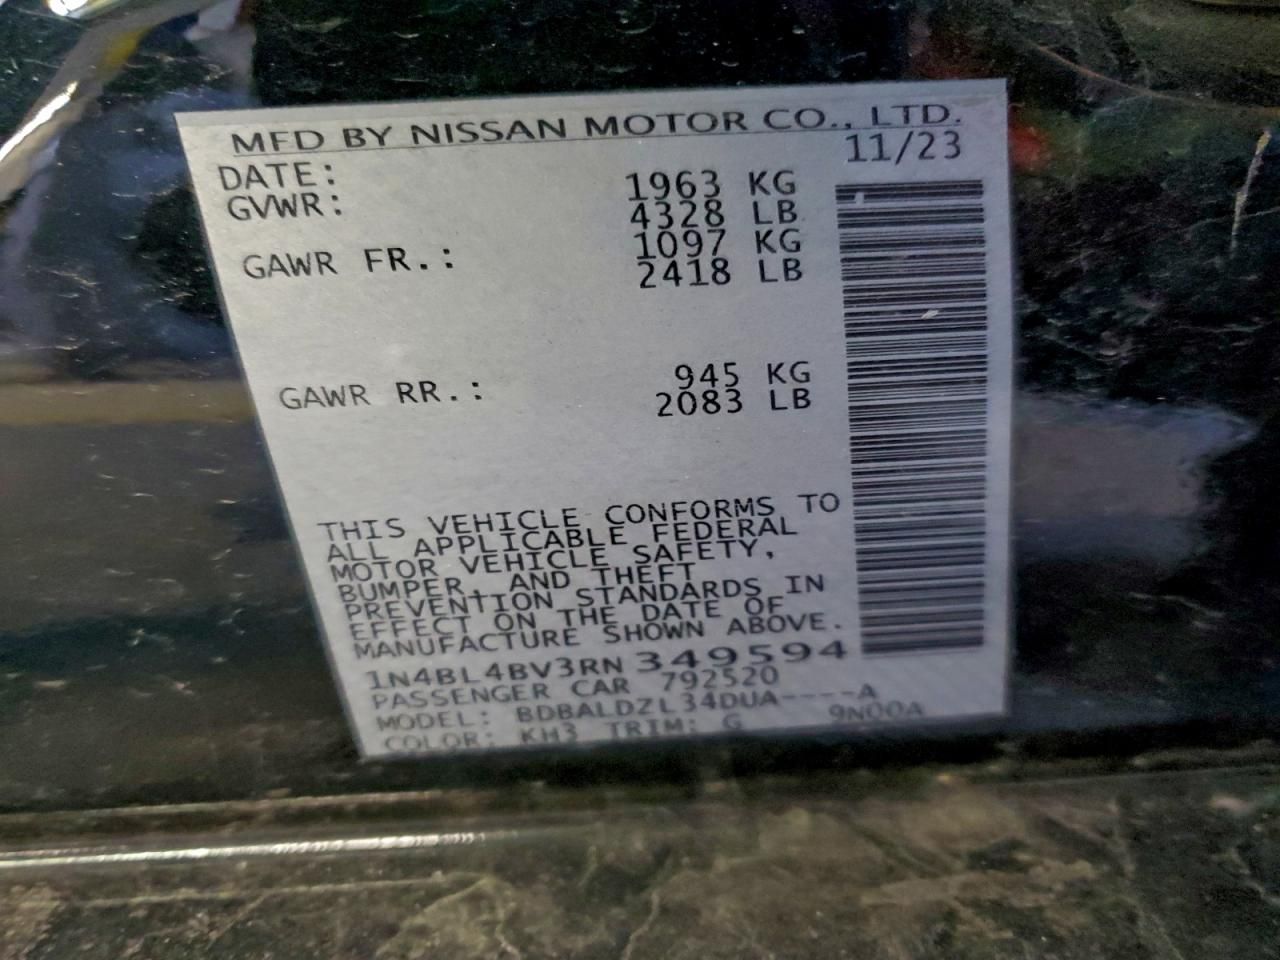 MFD BY NISSAN MOTOR CO., LTD.
DATE: 11/23
GVWR: 1963 KG
4328 LB
GAWR FR.: 1097 KG
2418 LB
GAWR RR.: 945 KG
2083 LB
THIS VEHICLE CONFORMS TO
ALL APPLICABLE FEDERAL
MOTOR VEHICLE SAFETY,
BUMPER, AND THEFT
PREVENTION STANDARDS IN
EFFECT ON THE DATE OF
MANUFACTURE SHOWN ABOVE.
1N4BL4BV3RN349594
PASSENGER CAR 792520
MODEL: BDBALDZL34DUA----A
COLOR: KH3 TRIM: G 9N00A